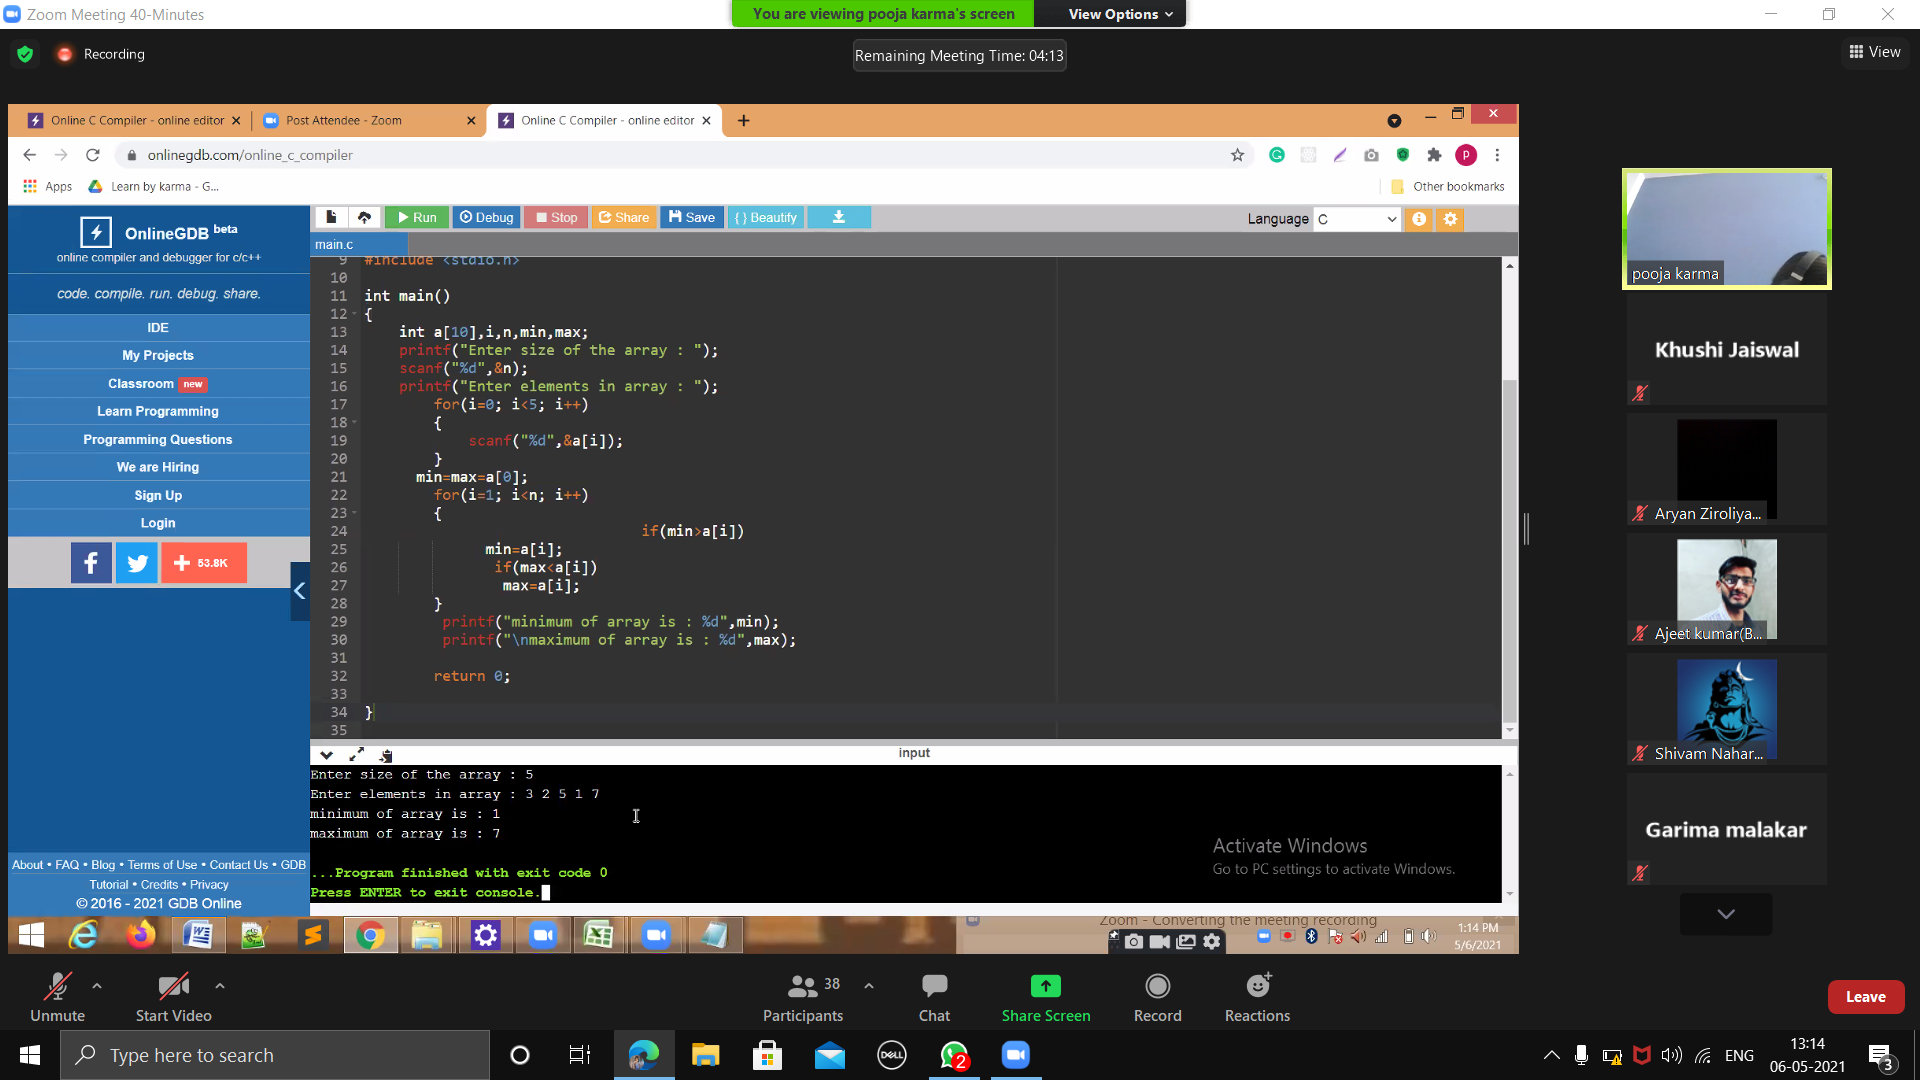 Zoom Meeting 40-Minutes
You are viewing pooja karma's screen
View Options
Recording
Remaining Meeting Time: 04:13
View
Online C Compiler - online editor
Post Attendee - Zoom
Online C Compiler - online editor
onlinegdb.com/online_c_compiler
P
Apps
Learn by karma - G...
Other bookmarks
OnlineGDB beta
online compiler and debugger for c/c++
code. compile. run. debug. share.
IDE
My Projects
Classroom new
Learn Programming
Programming Questions
We are Hiring
Sign Up
Login
53.8K
About • FAQ • Blog • Terms of Use • Contact Us • GDB
Tutorial • Credits • Privacy
© 2016 - 2021 GDB Online
Run
Debug
Stop
Share
Save
{ } Beautify
Language C
main.c
9 #include <stdio.h>
10
11 int main()
12 {
13 int a[10],i,n,min,max;
14 printf("Enter size of the array : ");
15 scanf("%d",&n);
16 printf("Enter elements in array : ");
17 for(i=0; i<5; i++)
18 {
19 scanf("%d",&a[i]);
20 }
21 min=max=a[0];
22 for(i=1; i<n; i++)
23 {
24 if(min>a[i])
25 min=a[i];
26 if(max<a[i])
27 max=a[i];
28 }
29 printf("minimum of array is : %d",min);
30 printf("\nmaximum of array is : %d",max);
31
32 return 0;
33
34 }
35
input
Enter size of the array : 5
Enter elements in array : 3 2 5 1 7
minimum of array is : 1
maximum of array is : 7
...Program finished with exit code 0
Press ENTER to exit console.
Activate Windows
Go to PC settings to activate Windows.
Zoom - Converting the meeting recording
1:14 PM
5/6/2021
pooja karma
Khushi Jaiswal
Aryan Ziroliya...
Ajeet kumar(B...
Shivam Nahar...
Garima malakar
Unmute
Start Video
38
Participants
Chat
Share Screen
Record
Reactions
Leave
Type here to search
DELL
2
ENG
13:14
06-05-2021
3